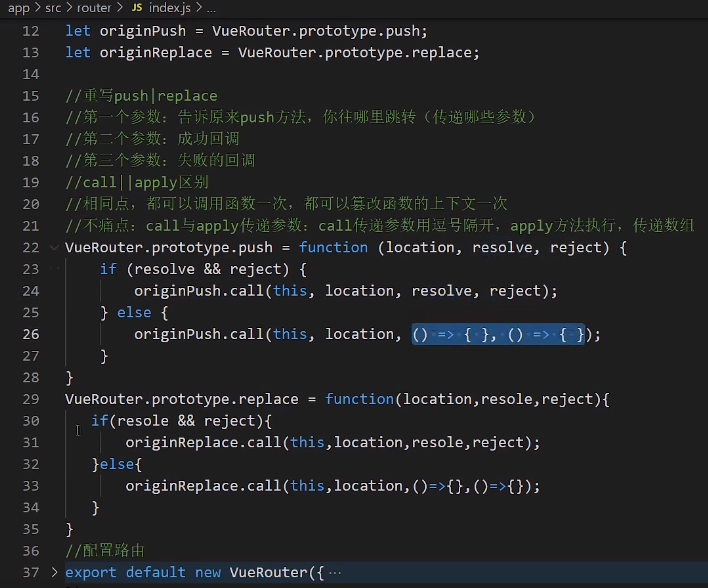 app > src > router > JS index.js > ...
12 let originPush = VueRouter.prototype.push;
13 let originReplace = VueRouter.prototype.replace;
14
15 //重写push|replace
16 //第一个参数：告诉原来push方法，你往哪里跳转（传递哪些参数）
17 //第二个参数：成功回调
18 //第三个参数：失败的回调
19 //call||apply区别
20 //相同点，都可以调用函数一次，都可以篡改函数的上下文一次
21 //不痛点：call与apply传递参数：call传递参数用逗号隔开，apply方法执行，传递数组
22 VueRouter.prototype.push = function (location, resolve, reject) {
23 if (resolve && reject) {
24 originPush.call(this, location, resolve, reject);
25 } else {
26 originPush.call(this, location, () => { }, () => { });
27 }
28 }
29 VueRouter.prototype.replace = function(location,resole,reject){
30 if(resole && reject){
31 originReplace.call(this,location,resole,reject);
32 }else{
33 originReplace.call(this,location,()=>{},()=>{});
34 }
35 }
36 //配置路由
37 > export default new VueRouter({ ···